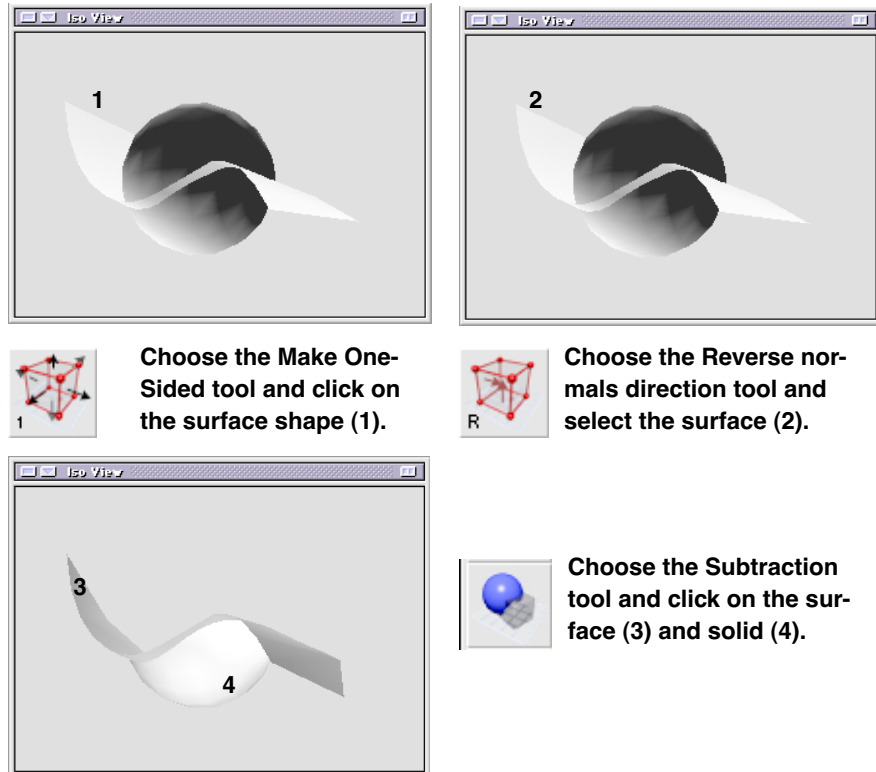 Iso View
Iso View
1
2
1
Choose the Make One-
Sided tool and click on
the surface shape (1).
R
Choose the Reverse nor-
mals direction tool and
select the surface (2).
Iso View
3
4
Choose the Subtraction
tool and click on the sur-
face (3) and solid (4).